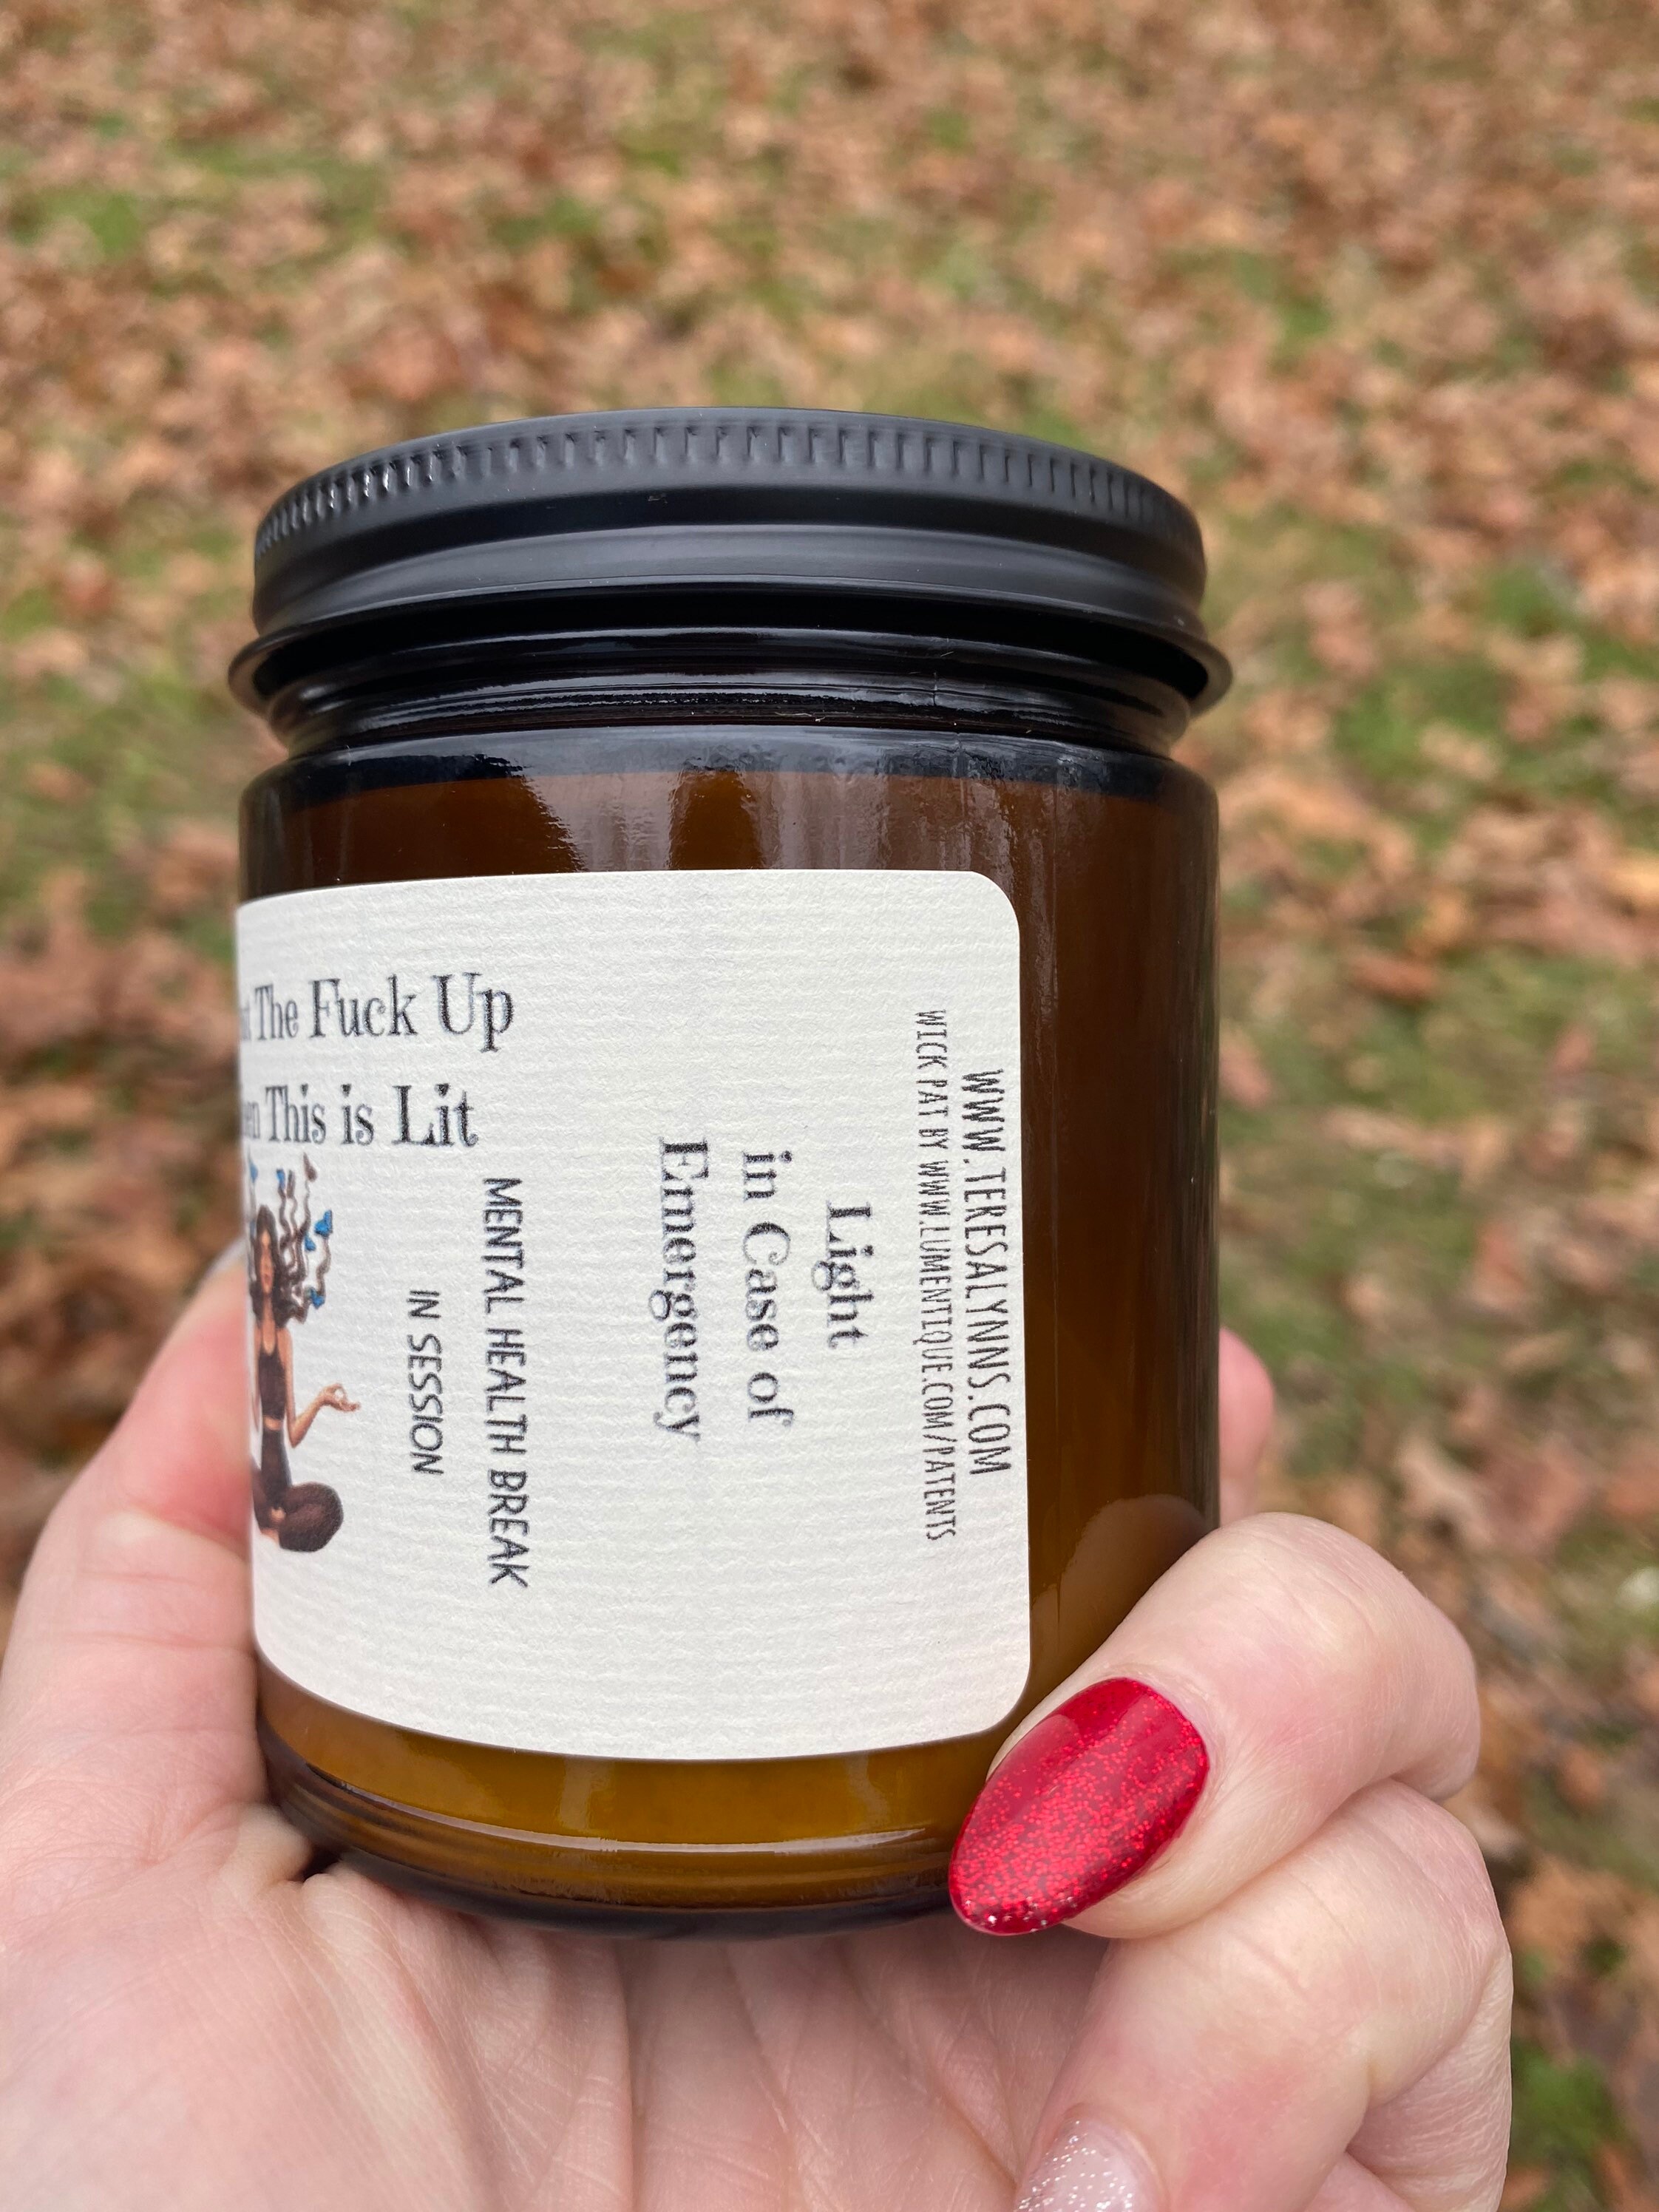 The Fuck Up
This is Lit
MENTAL HEALTH BREAK
IN SESSION
Light
in Case of
Emergency
WWW.TERESALYNNS.COM
WICK PAT BY WWW.LUMENTIQUE.COM/PATENTS